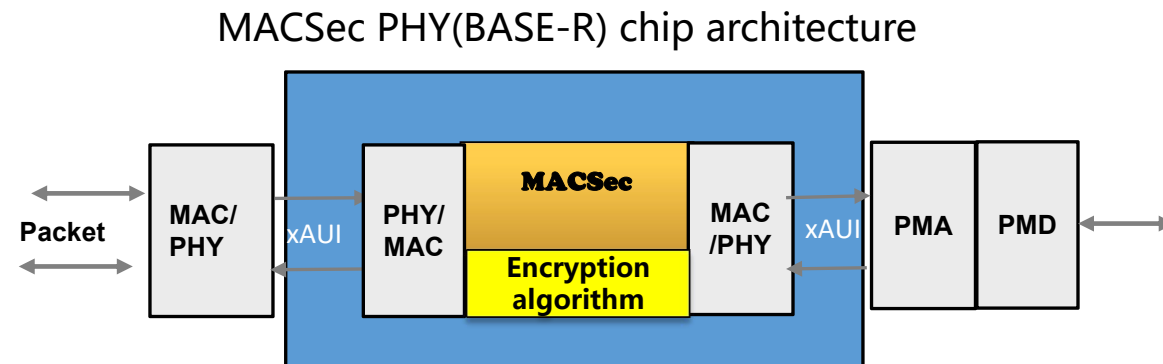 MACSec PHY(BASE-R) chip architecture
Packet
MAC/
PHY
xAUI
PHY/
MAC
MACSec
Encryption
algorithm
MAC
/PHY
xAUI
PMA
PMD